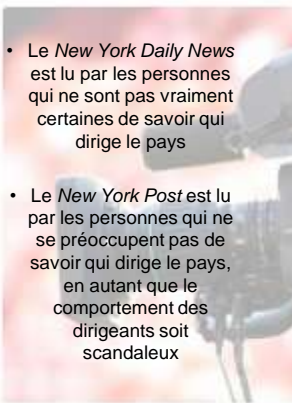 • Le New York Daily News
est lu par les personnes
qui ne sont pas vraiment
certaines de savoir qui
dirige le pays
• Le New York Post est lu
par les personnes qui ne
se préoccupent pas de
savoir qui dirige le pays,
en autant que le
comportement des
dirigeants soit
scandaleux